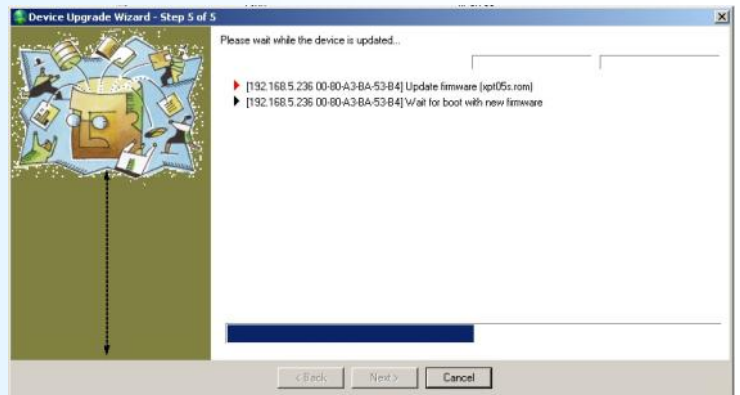 Device Upgrade Wizard - Step 5 of 5
Please wait while the device is updated...
[192.168.5.236 00-80-A3-BA-53-B4] Update firmware (xpt05s.rom)
[192.168.5.236 00-80-A3-BA-53-B4] Wait for boot with new firmware
< Back
Next >
Cancel